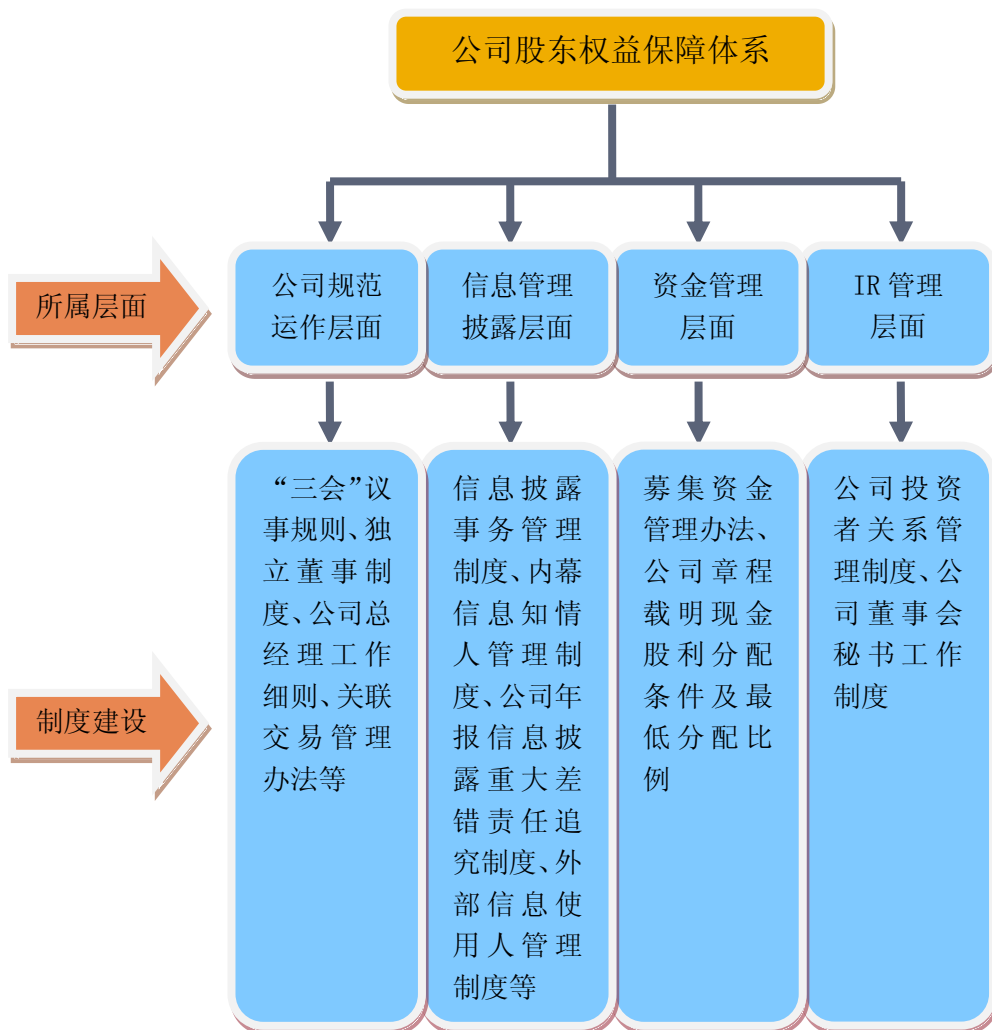 公司股东权益保障体系
所属层面
公司规范
运作层面
信息管理
披露层面
资金管理
层面
IR 管理
层面
制度建设
“三会”议
事规则、独
立董事制
度、公司总
经理工作
细则、关联
交易管理
办法等
信息披露
事务管理
制度、内幕
信息知情
人管理制
度、公司年
报信息披
露重大差
错责任追
究制度、外
部信息使
用人管理
制度等
募集资金
管理办法、
公司章程
载明现金
股利分配
条件及最
低分配比
例
公司投资
者关系管
理制度、公
司董事会
秘书工作
制度